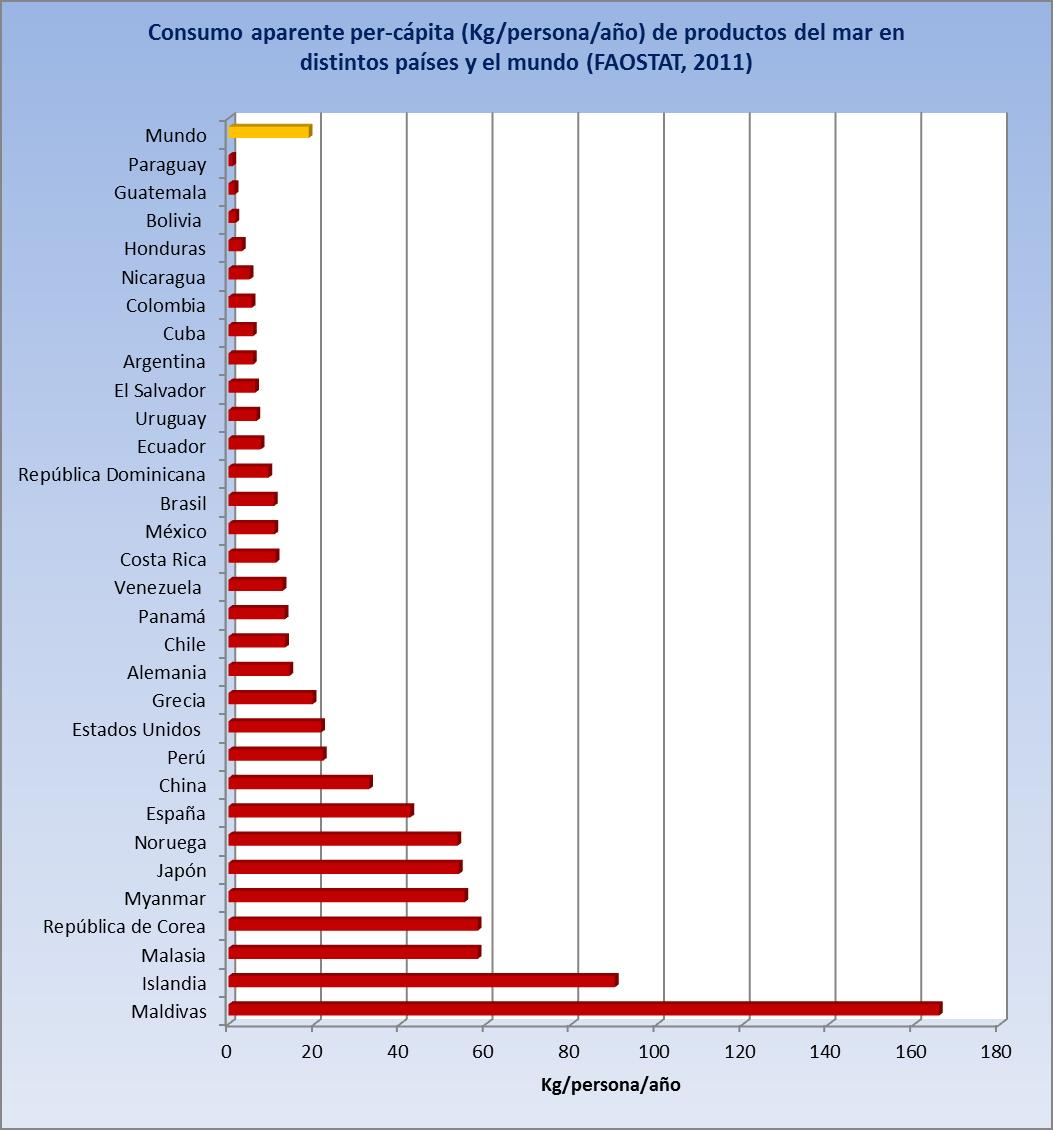 Consumo aparente per-cápita (Kg/persona/año) de productos del mar en
distintos países y el mundo (FAOSTAT, 2011)
Mundo
Paraguay
Guatemala
Bolivia
Honduras
Nicaragua
Colombia
Cuba
Argentina
El Salvador
Uruguay
Ecuador
República Dominicana
Brasil
México
Costa Rica
Venezuela
Panamá
Chile
Alemania
Grecia
Estados Unidos
Perú
China
España
Noruega
Japón
Myanmar
República de Corea
Malasia
Islandia
Maldivas
0 20 40 60 80 100 120 140 160 180
Kg/persona/año